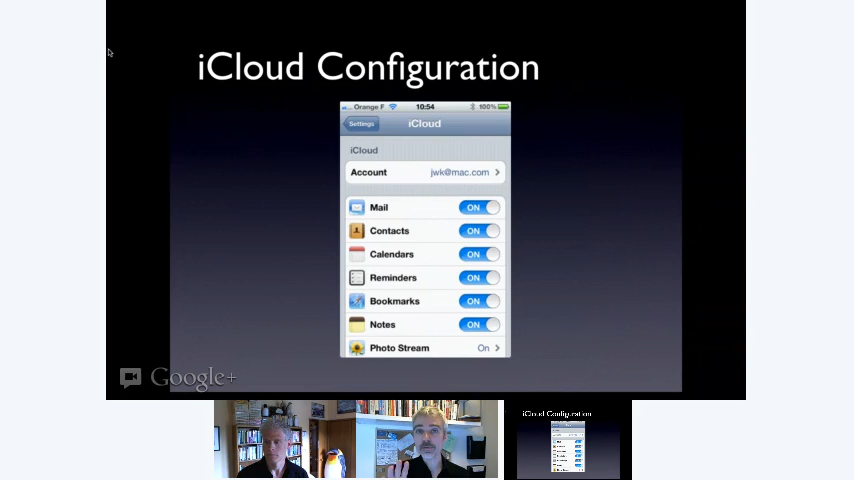 iCloud Configuration
Orange F 10:54 100%
Settings iCloud
iCloud
Account jwk@mac.com
Mail ON
Contacts ON
Calendars ON
Reminders ON
Bookmarks ON
Notes ON
Photo Stream On
Google+
iCloud Configuration